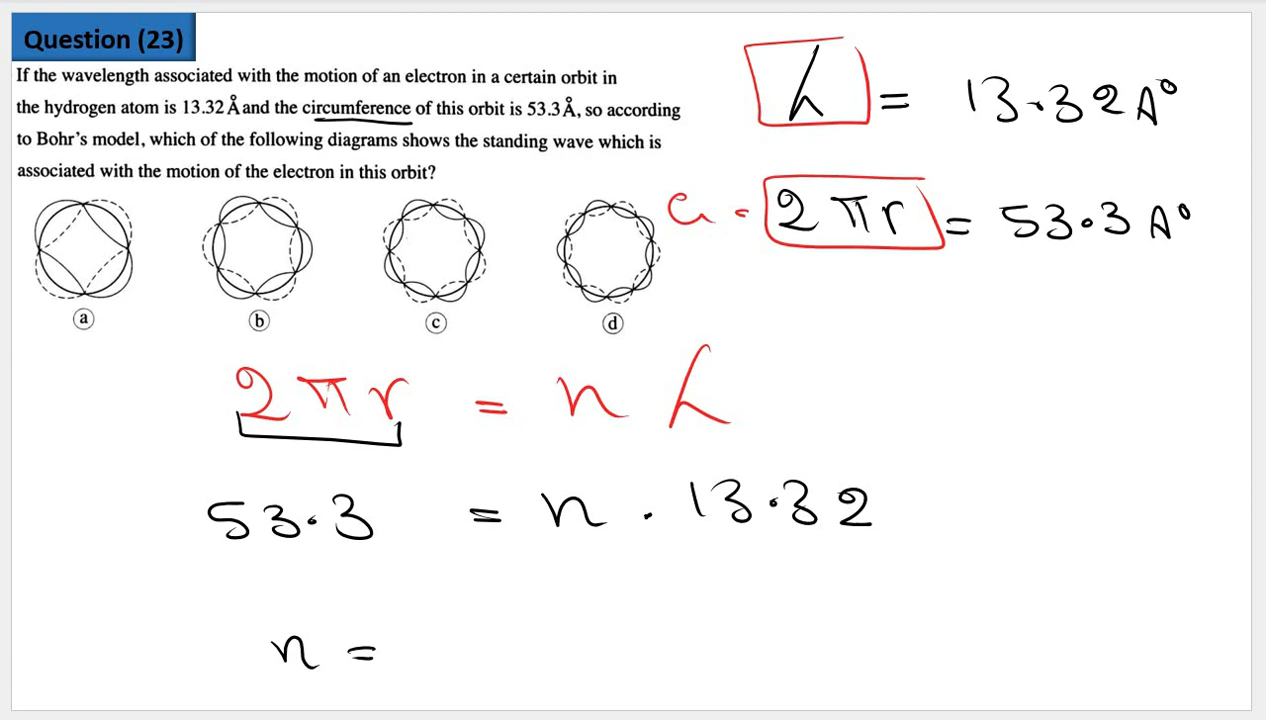 Question (23)
If the wavelength associated with the motion of an electron in a certain orbit in
the hydrogen atom is 13.32 Å and the circumference of this orbit is 53.3 Å, so according
to Bohr's model, which of the following diagrams shows the standing wave which is
associated with the motion of the electron in this orbit?
a
b
c
d
λ = 13.32 A°
2πr = 53.3 A°
2πr = n λ
53.3 = n . 13.32
n =